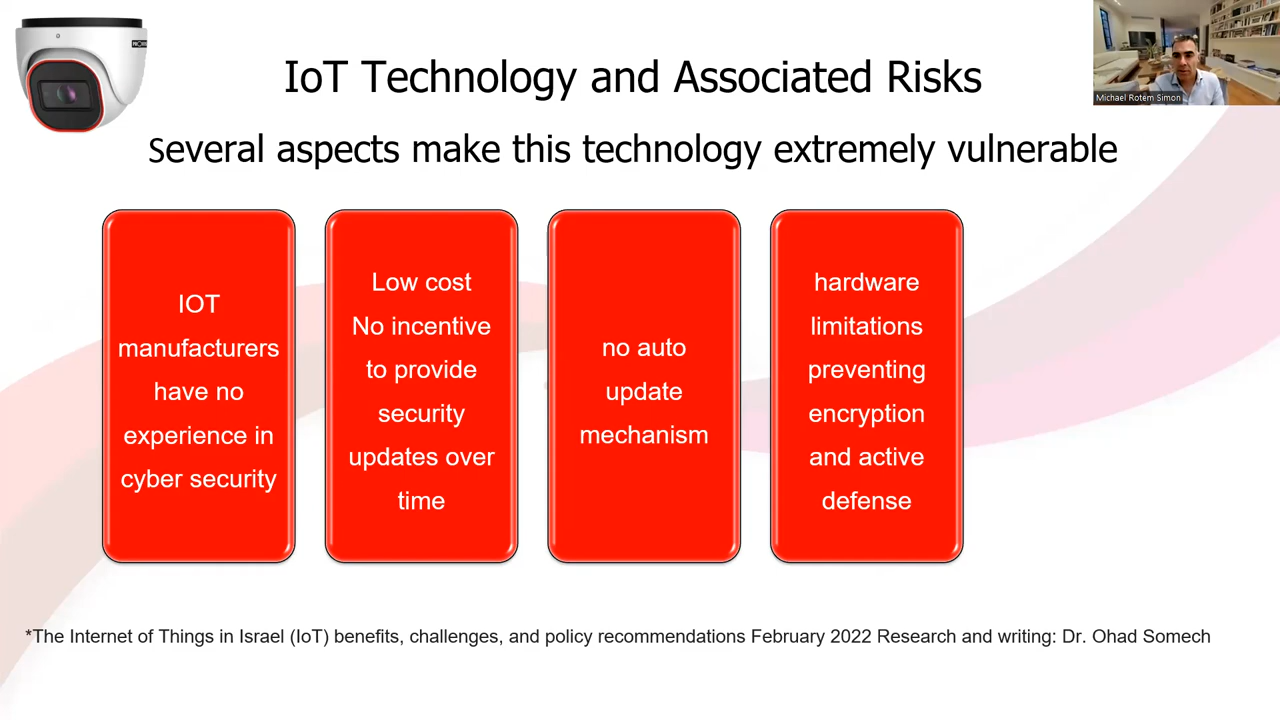 IoT Technology and Associated Risks
Michael Rotem Simon
Several aspects make this technology extremely vulnerable
IOT
manufacturers
have no
experience in
cyber security
Low cost
No incentive
to provide
security
updates over
time
no auto
update
mechanism
hardware
limitations
preventing
encryption
and active
defense
*The Internet of Things in Israel (IoT) benefits, challenges, and policy recommendations February 2022 Research and writing: Dr. Ohad Somech